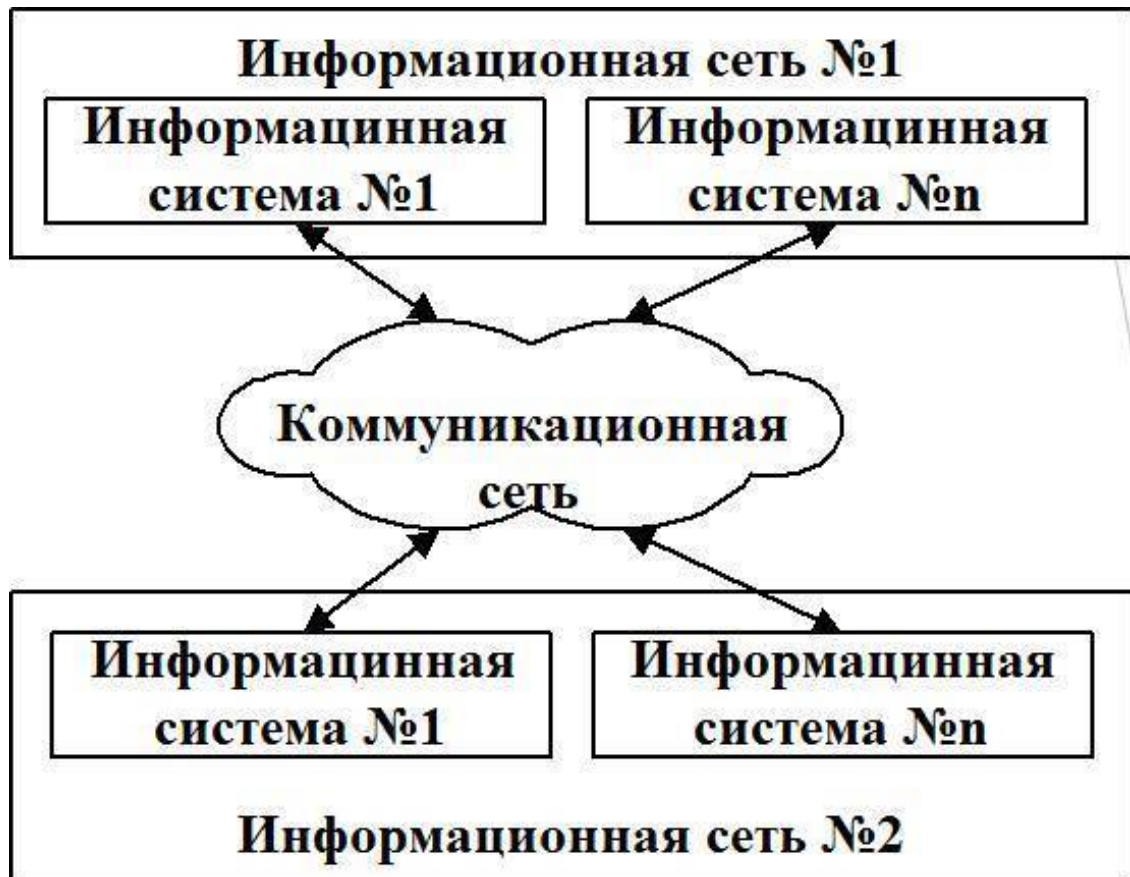 Информационная сеть №1
Информацинная
система №1
Информацинная
система №n
Коммуникационная
сеть
Информацинная
система №1
Информацинная
система №n
Информационная сеть №2